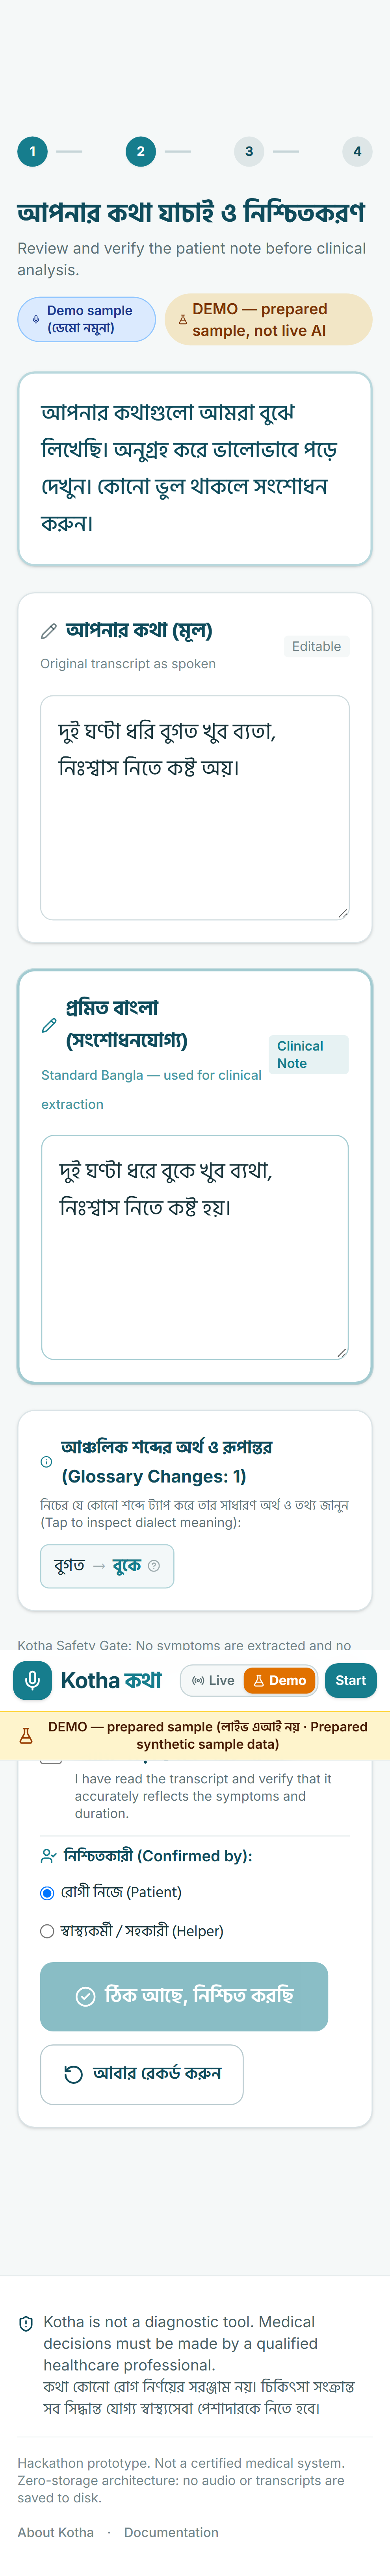 1
2
3
4
আপনার কথা যাচাই ও নিশ্চিতকরণ
Review and verify the patient note before clinical
analysis.
Demo sample
(ডেমো নমুনা)
DEMO — prepared
sample, not live AI
আপনার কথাগুলো আমরা বুঝে
লিখেছি। অনুগ্রহ করে ভালোভাবে পড়ে
দেখুন। কোনো ভুল থাকলে সংশোধন
করুন।
আপনার কথা (মূল)
Original transcript as spoken
Editable
দুই ঘণ্টা ধরি বুগত খুব ব্যতা,
নিঃশ্বাস নিতে কষ্ট অয়।
প্রমিত বাংলা
(সংশোধনযোগ্য)
Standard Bangla — used for clinical
extraction
Clinical
Note
দুই ঘণ্টা ধরে বুকে খুব ব্যথা,
নিঃশ্বাস নিতে কষ্ট হয়।
আঞ্চলিক শব্দের অর্থ ও রূপান্তর
(Glossary Changes: 1)
নিচের যে কোনো শব্দে ট্যাপ করে তার সাধারণ অর্থ ও তথ্য জানুন
(Tap to inspect dialect meaning):
বুগত → বুকে
Kotha Safety Gate: No symptoms are extracted and no
Kotha কথা
Live
Demo
Start
DEMO — prepared sample (লাইভ এআই নয় · Prepared
synthetic sample data)
I have read the transcript and verify that it
accurately reflects the symptoms and
duration.
নিশ্চিতকারী (Confirmed by):
রোগী নিজে (Patient)
স্বাস্থ্যকর্মী / সহকারী (Helper)
ঠিক আছে, নিশ্চিত করছি
আবার রেকর্ড করুন
Kotha is not a diagnostic tool. Medical
decisions must be made by a qualified
healthcare professional.
কথা কোনো রোগ নির্ণয়ের সরঞ্জাম নয়। চিকিৎসা সংক্রান্ত
সব সিদ্ধান্ত যোগ্য স্বাস্থ্যসেবা পেশাদারকে নিতে হবে।
Hackathon prototype. Not a certified medical system.
Zero-storage architecture: no audio or transcripts are
saved to disk.
About Kotha · Documentation